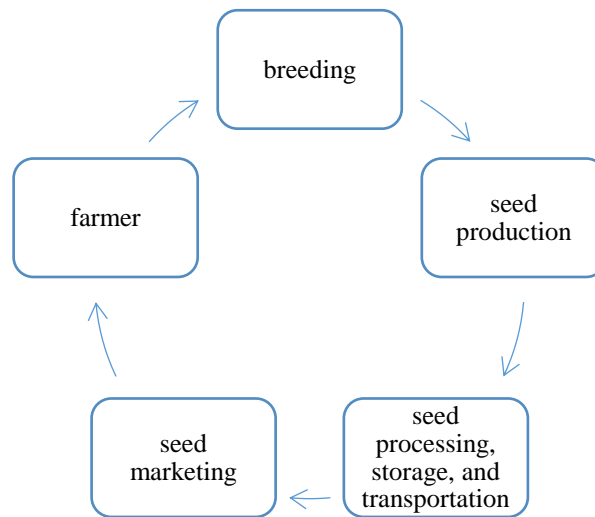 breeding
seed
production
seed
processing,
storage, and
transportation
seed
marketing
farmer